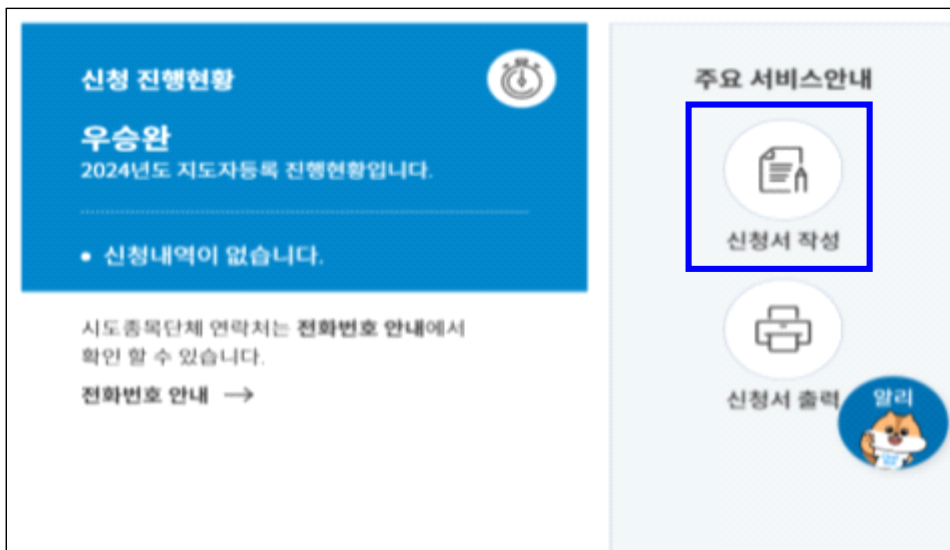 신청 진행현황
우승완
2024년도 지도자등록 진행현황입니다.
• 신청내역이 없습니다.
시도종목단체 연락처는 전화번호 안내에서
확인 할 수 있습니다.
전화번호 안내 →
주요 서비스안내
신청서 작성
신청서 출력
알리